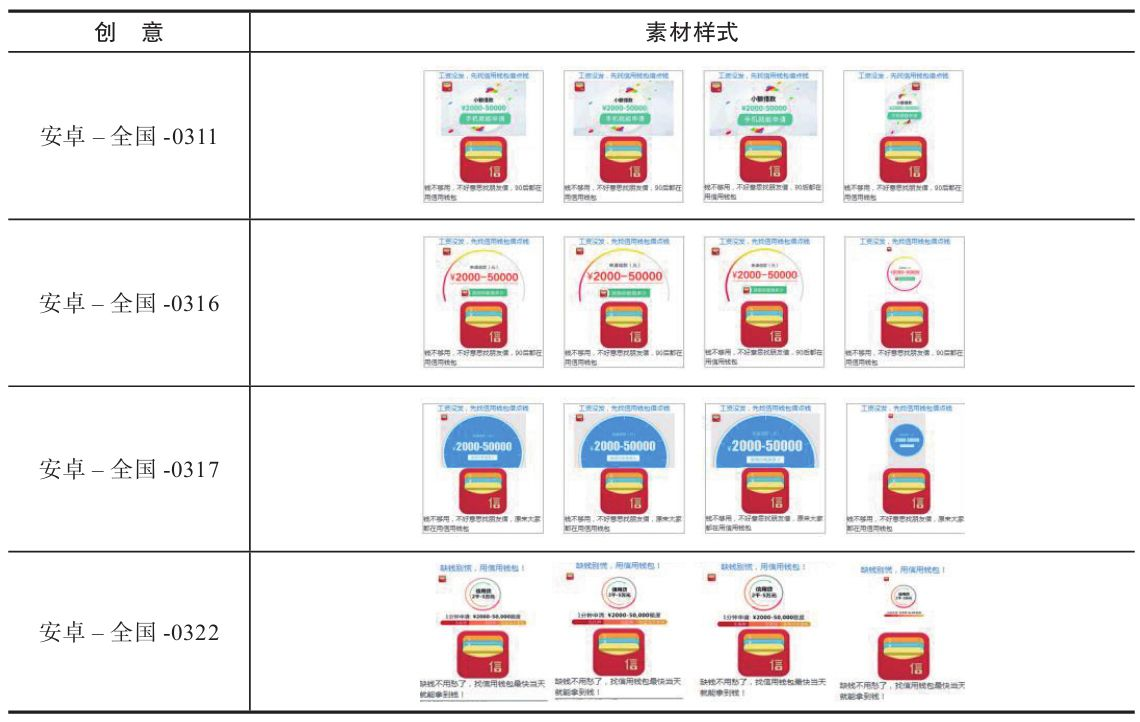 创 意 素材样式
安卓–全国-0311
工资没发，先找信用钱包借点钱 工资没发，先找信用钱包借点钱 工资没发，先找信用钱包借点钱 工资没发，先找信用钱包借点钱
小额借款 小额借款 小额借款 小额借款
¥2000-50000 ¥2000-50000 ¥2000-50000 ¥2000-50000
手机就能申请 手机就能申请 手机就能申请 手机就能申请
信 信 信 信
钱不够用，不好意思找朋友借，90后都在 钱不够用，不好意思找朋友借，90后都在 钱不够用，不好意思找朋友借，90后都在 钱不够用，不好意思找朋友借，90后都在
用信用钱包 用信用钱包 用信用钱包 用信用钱包
安卓–全国-0316
工资没发，先找信用钱包借点钱 工资没发，先找信用钱包借点钱 工资没发，先找信用钱包借点钱 工资没发，先找信用钱包借点钱
申请借款（元） 申请借款（元） 申请借款（元）
¥2000-50000 ¥2000-50000 ¥2000-50000 ¥2000-50000
信 信 信 信
钱不够用，不好意思找朋友借，90后都在 钱不够用，不好意思找朋友借，90后都在 钱不够用，不好意思找朋友借，90后都在 钱不够用，不好意思找朋友借，90后都在
用信用钱包 用信用钱包 用信用钱包 用信用钱包
安卓–全国-0317
工资没发，先找信用钱包借点钱 工资没发，先找信用钱包借点钱 工资没发，先找信用钱包借点钱 工资没发，先找信用钱包借点钱
¥2000-50000 ¥2000-50000 ¥2000-50000 2000-50000
信 信 信 信
钱不够用，不好意思找朋友借，原来大家 钱不够用，不好意思找朋友借，原来大家 钱不够用，不好意思找朋友借，原来大家 钱不够用，不好意思找朋友借，原来大家
都在用信用钱包 都在用信用钱包 都在用信用钱包 都在用信用钱包
安卓–全国-0322
缺钱别慌，用信用钱包！ 缺钱别慌，用信用钱包！ 缺钱别慌，用信用钱包！ 缺钱别慌，用信用钱包！
信用贷 信用贷 信用贷 信用贷
2千-5万元 2千-5万元 2千-5万元 2千-5万元
1分钟申请 ¥2000-50,000额度 1分钟申请 ¥2000-50,000额度 1分钟申请 ¥2000-50,000额度
信 信 信 信
缺钱不用愁了，找信用钱包最快当天 缺钱不用愁了，找信用钱包最快当天 缺钱不用愁了，找信用钱包最快当天 缺钱不用愁了，找信用钱包最快当天
就能拿到钱！ 就能拿到钱！ 就能拿到钱！ 就能拿到钱！